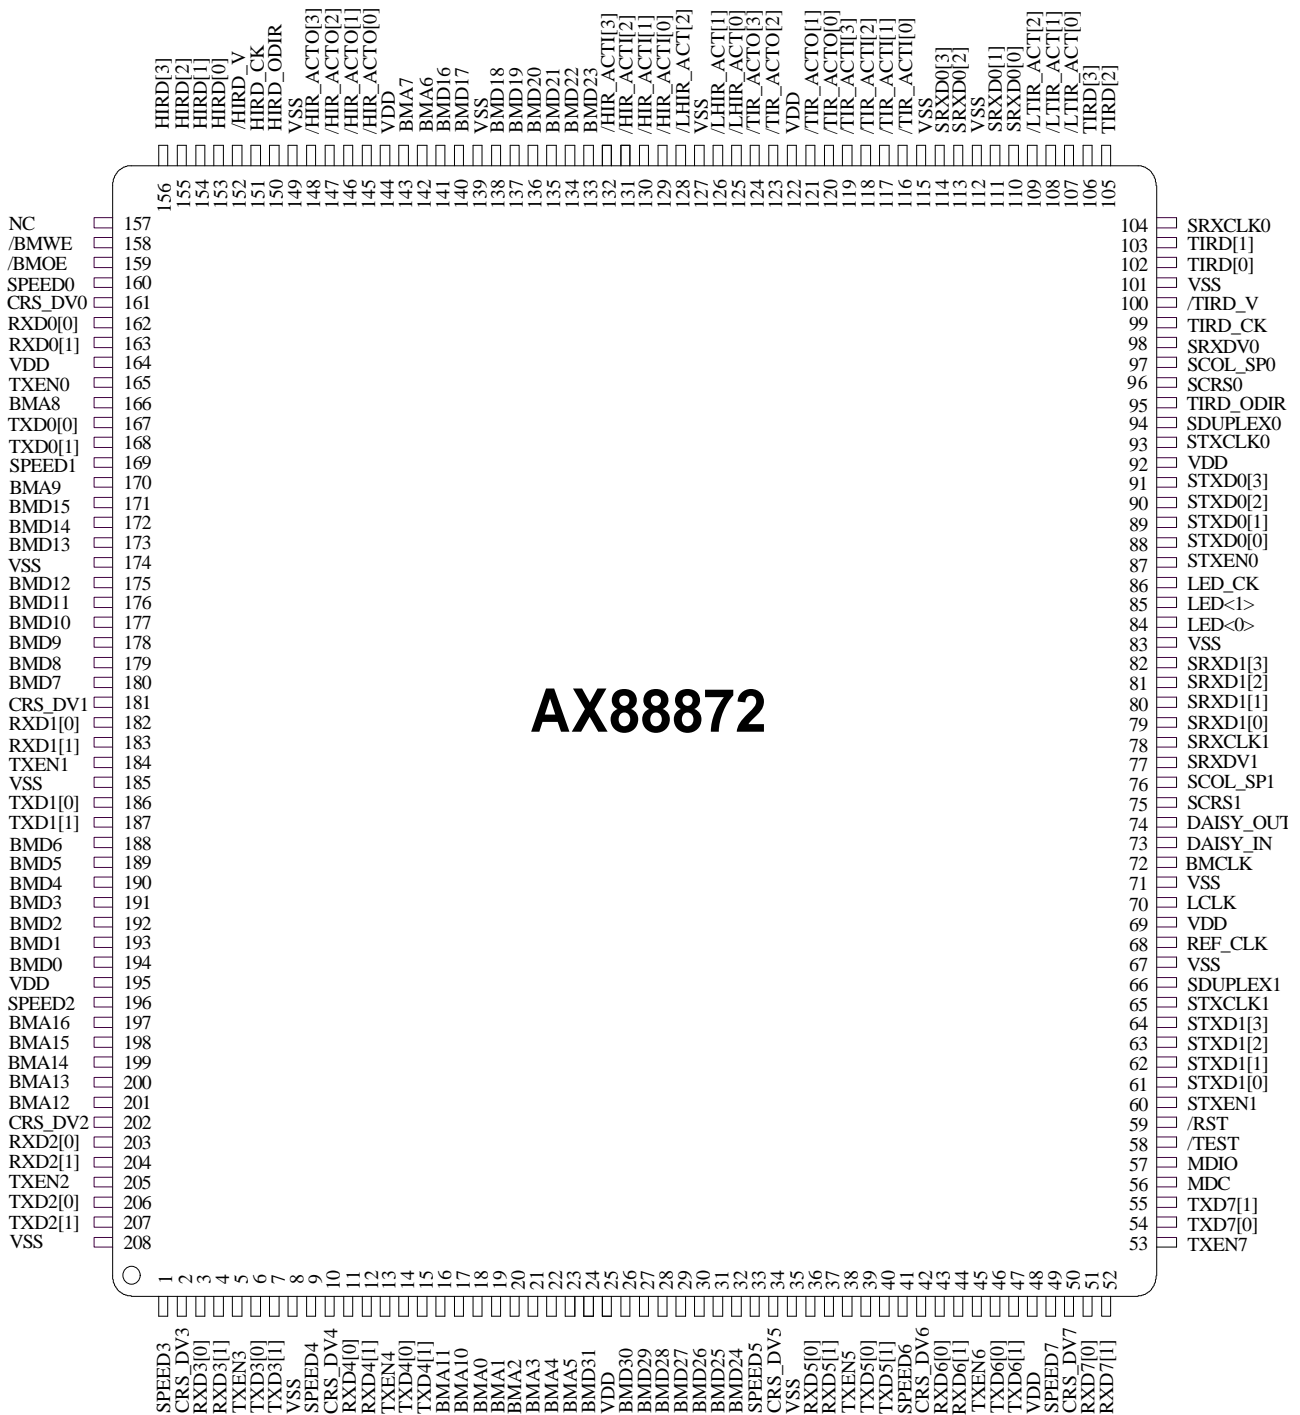 HIRD[3]
HIRD[2]
HIRD[1]
HIRD[0]
/HIRD_V
HIRD_CK
HIRD_ODIR
VSS
/HIR_ACTO[3]
/HIR_ACTO[2]
/HIR_ACTO[1]
/HIR_ACTO[0]
VDD
BMA7
BMA6
BMD16
BMD17
VSS
BMD18
BMD19
BMD20
BMD21
BMD22
BMD23
/HIR_ACTI[3]
/HIR_ACTI[2]
/HIR_ACTI[1]
/HIR_ACTI[0]
/LHIR_ACT[2]
VSS
/LHIR_ACT[1]
/LHIR_ACT[0]
/TIR_ACTO[3]
/TIR_ACTO[2]
VDD
/TIR_ACTO[1]
/TIR_ACTO[0]
/TIR_ACTI[3]
/TIR_ACTI[2]
/TIR_ACTI[1]
/TIR_ACTI[0]
VSS
SRXD0[3]
SRXD0[2]
VSS
SRXD0[1]
SRXD0[0]
/LTIR_ACT[2]
/LTIR_ACT[1]
/LTIR_ACT[0]
TIRD[3]
TIRD[2]
156
155
154
153
152
151
150
149
148
147
146
145
144
143
142
141
140
139
138
137
136
135
134
133
132
131
130
129
128
127
126
125
124
123
122
121
120
119
118
117
116
115
114
113
112
111
110
109
108
107
106
105
NC 157
/BMWE 158
/BMOE 159
SPEED0 160
CRS_DV0 161
RXD0[0] 162
RXD0[1] 163
VDD 164
TXEN0 165
BMA8 166
TXD0[0] 167
TXD0[1] 168
SPEED1 169
BMA9 170
BMD15 171
BMD14 172
BMD13 173
VSS 174
BMD12 175
BMD11 176
BMD10 177
BMD9 178
BMD8 179
BMD7 180
CRS_DV1 181
RXD1[0] 182
RXD1[1] 183
TXEN1 184
VSS 185
TXD1[0] 186
TXD1[1] 187
BMD6 188
BMD5 189
BMD4 190
BMD3 191
BMD2 192
BMD1 193
BMD0 194
VDD 195
SPEED2 196
BMA16 197
BMA15 198
BMA14 199
BMA13 200
BMA12 201
CRS_DV2 202
RXD2[0] 203
RXD2[1] 204
TXEN2 205
TXD2[0] 206
TXD2[1] 207
VSS 208
AX88872
104 SRXCLK0
103 TIRD[1]
102 TIRD[0]
101 VSS
100 /TIRD_V
99 TIRD_CK
98 SRXDV0
97 SCOL_SP0
96 SCRS0
95 TIRD_ODIR
94 SDUPLEX0
93 STXCLK0
92 VDD
91 STXD0[3]
90 STXD0[2]
89 STXD0[1]
88 STXD0[0]
87 STXEN0
86 LED_CK
85 LED<1>
84 LED<0>
83 VSS
82 SRXD1[3]
81 SRXD1[2]
80 SRXD1[1]
79 SRXD1[0]
78 SRXCLK1
77 SRXDV1
76 SCOL_SP1
75 SCRS1
74 DAISY_OUT
73 DAISY_IN
72 BMCLK
71 VSS
70 LCLK
69 VDD
68 REF_CLK
67 VSS
66 SDUPLEX1
65 STXCLK1
64 STXD1[3]
63 STXD1[2]
62 STXD1[1]
61 STXD1[0]
60 STXEN1
59 /RST
58 /TEST
57 MDIO
56 MDC
55 TXD7[1]
54 TXD7[0]
53 TXEN7
1
2
3
4
5
6
7
8
9
10
11
12
13
14
15
16
17
18
19
20
21
22
23
24
25
26
27
28
29
30
31
32
33
34
35
36
37
38
39
40
41
42
43
44
45
46
47
48
49
50
51
52
SPEED3
CRS_DV3
RXD3[0]
RXD3[1]
TXEN3
TXD3[0]
TXD3[1]
VSS
SPEED4
CRS_DV4
RXD4[0]
RXD4[1]
TXEN4
TXD4[0]
TXD4[1]
BMA11
BMA10
BMA0
BMA1
BMA2
BMA3
BMA4
BMA5
BMD31
VDD
BMD30
BMD29
BMD28
BMD27
BMD26
BMD25
BMD24
SPEED5
CRS_DV5
VSS
RXD5[0]
RXD5[1]
TXEN5
TXD5[0]
TXD5[1]
SPEED6
CRS_DV6
RXD6[0]
RXD6[1]
TXEN6
TXD6[0]
TXD6[1]
VDD
SPEED7
CRS_DV7
RXD7[0]
RXD7[1]